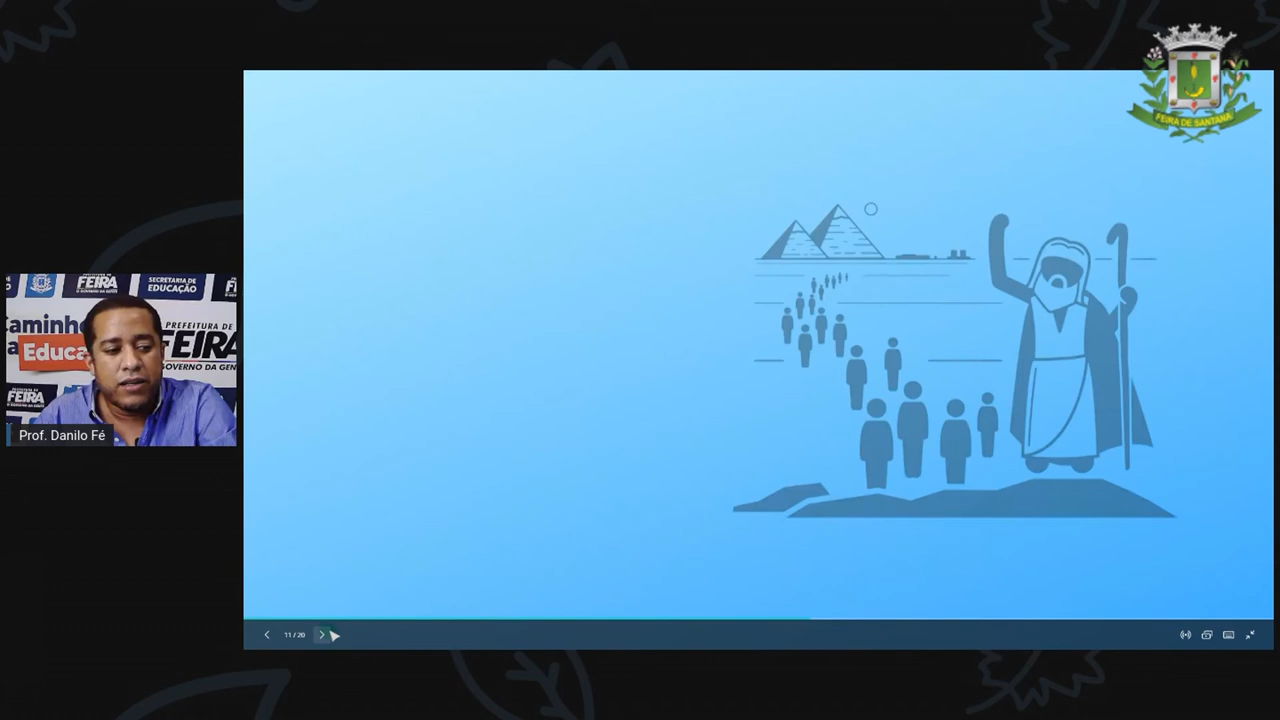 FEIRA DE SANTANA
FEIRA
SECRETARIA DE
EDUCAÇÃO
Caminho
Educa
PREFEITURA DE
FEIRA
GOVERNO DA GEN
FEIRA
Prof. Danilo Fé
11 / 20